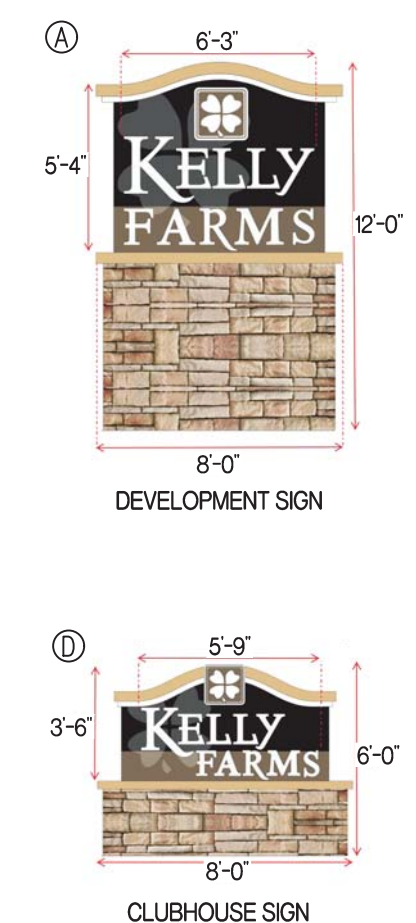 A
6'-3"
5'-4"
KELLY
FARMS
12'-0"
8'-0"
DEVELOPMENT SIGN
D
5'-9"
3'-6"
KELLY
FARMS
6'-0"
8'-0"
CLUBHOUSE SIGN